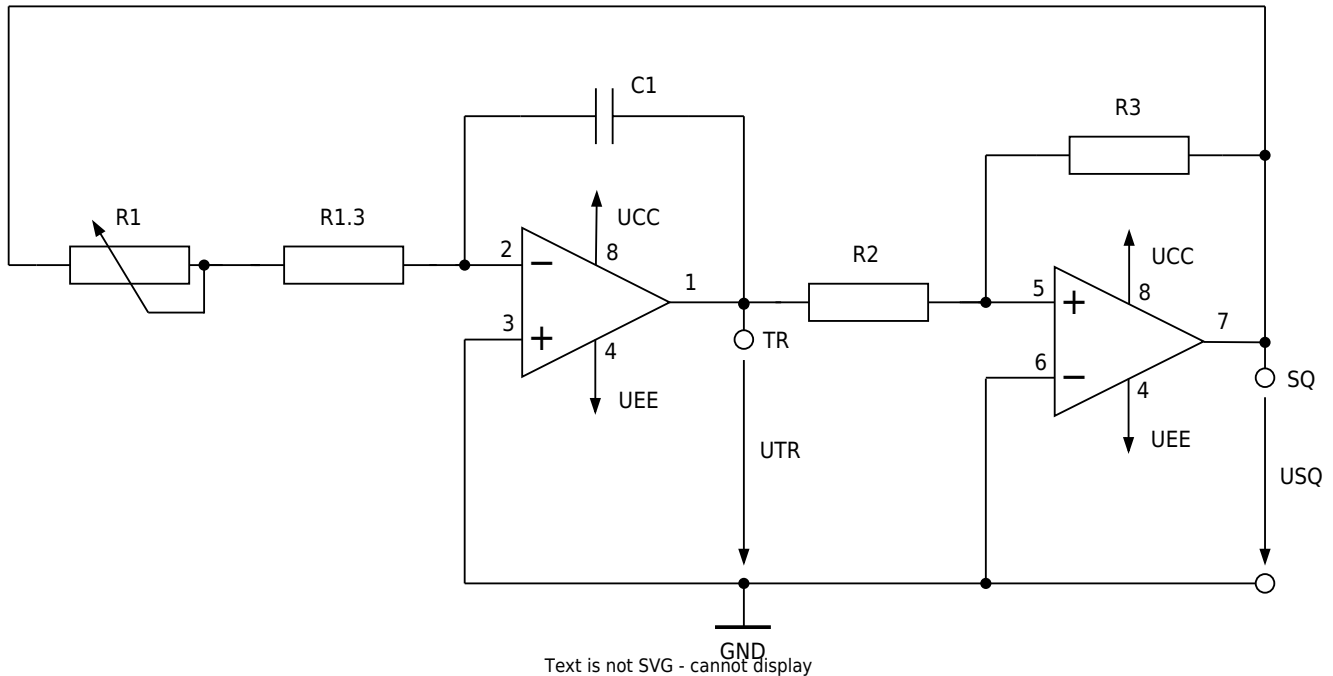 C1
R3
R1
R1.3
UCC
2
8
1
3
4
UEE
TR
UTR
R2
UCC
5
8
7
6
4
UEE
SQ
USQ
GND
Text is not SVG - cannot display